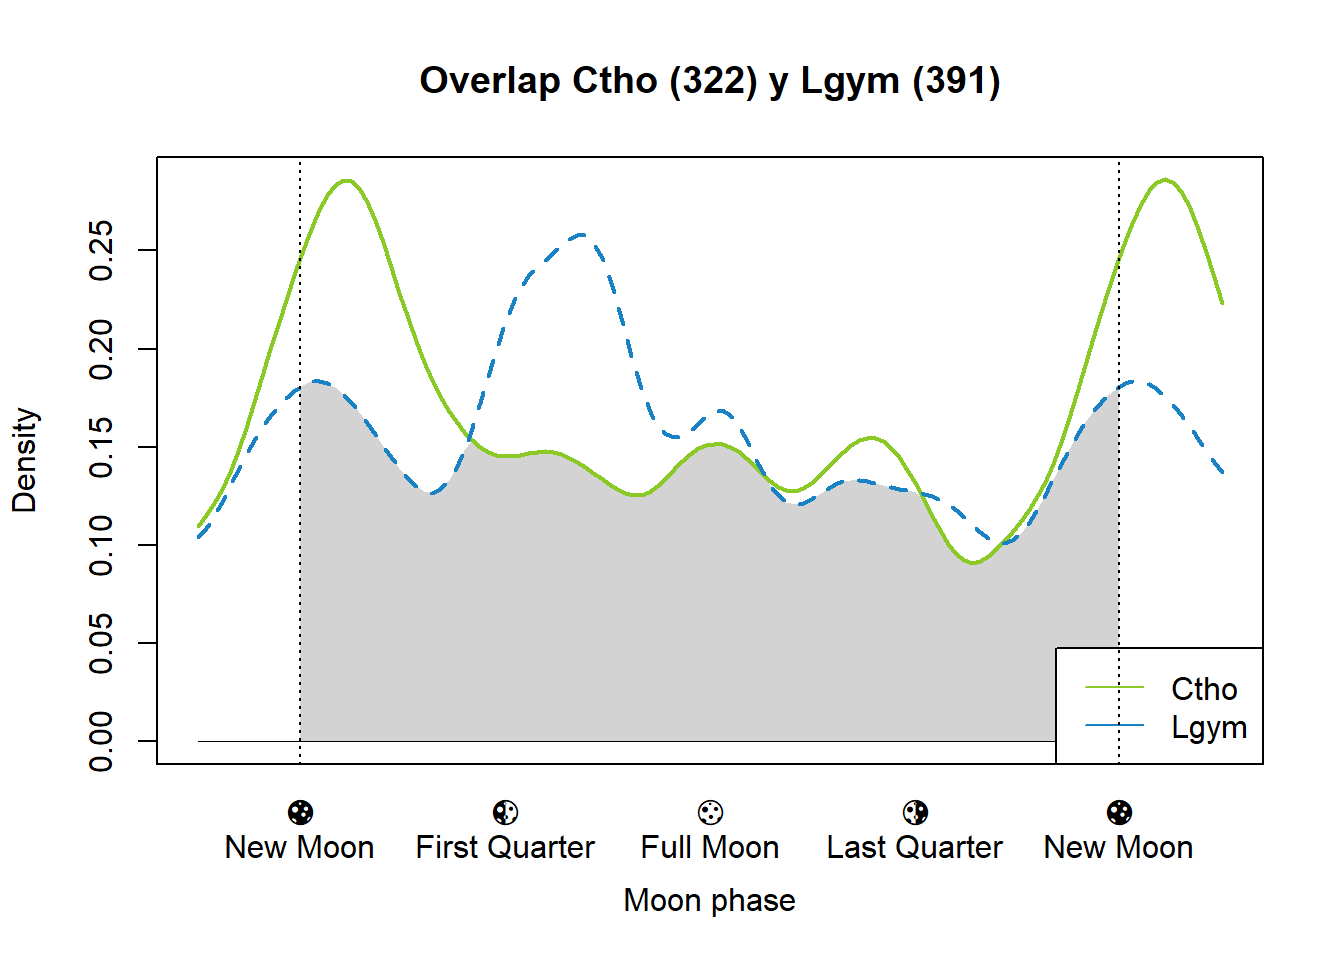 Overlap Ctho (322) y Lgym (391)
Density
0.25
0.20
0.15
0.10
0.05
0.00
Ctho
Lgym
New Moon First Quarter Full Moon Last Quarter New Moon
Moon phase